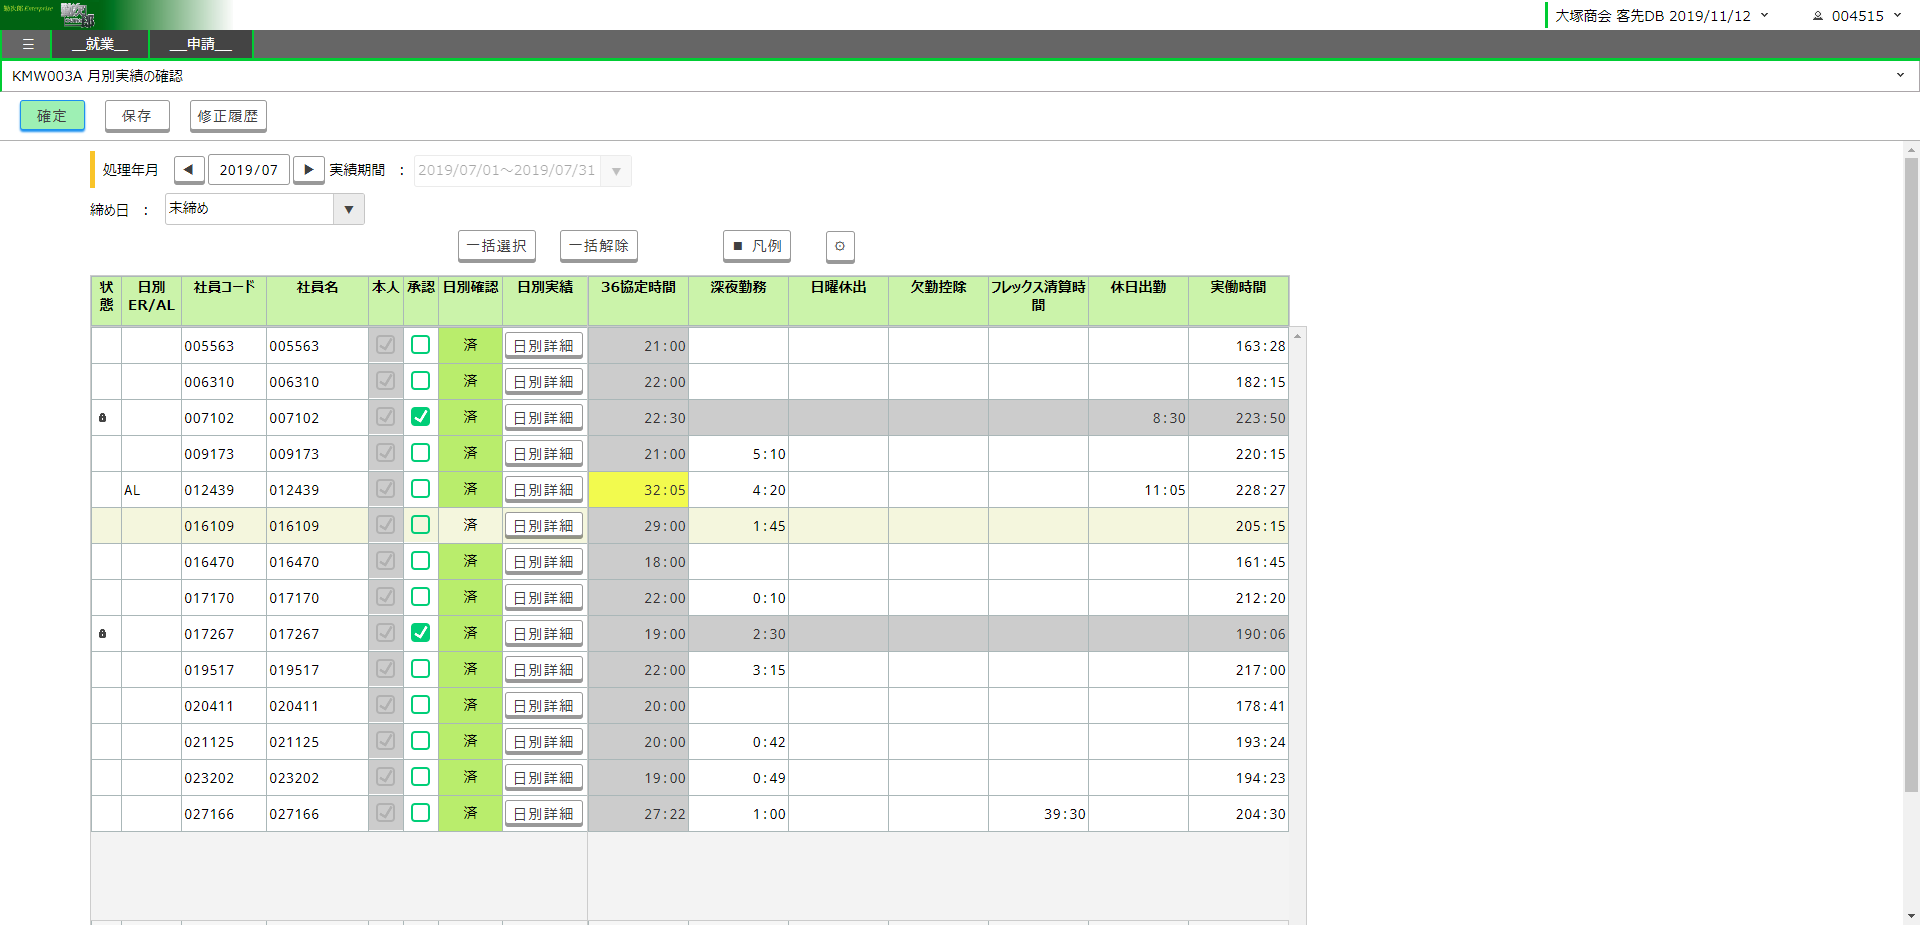 勤次郎 Enterprise
大塚商会 客先DB 2019/11/12
004515
__就業__ __申請__
KMW003A 月別実績の確認
確定 保存 修正履歴
処理年月 ◀ 2019/07 ▶ 実績期間 : 2019/07/01～2019/07/31 ▼
締め日 : 末締め ▼
一括選択 一括解除 ■ 凡例
状態 日別ER/AL 社員コード 社員名 本人 承認 日別確認 日別実績 36協定時間 深夜勤務 日曜休出 欠勤控除 フレックス清算時間 休日出勤 実働時間
005563 005563 済 日別詳細 21:00 163:28
006310 006310 済 日別詳細 22:00 182:15
007102 007102 済 日別詳細 22:30 8:30 223:50
009173 009173 済 日別詳細 21:00 5:10 220:15
AL 012439 012439 済 日別詳細 32:05 4:20 11:05 228:27
016109 016109 済 日別詳細 29:00 1:45 205:15
016470 016470 済 日別詳細 18:00 161:45
017170 017170 済 日別詳細 22:00 0:10 212:20
017267 017267 済 日別詳細 19:00 2:30 190:06
019517 019517 済 日別詳細 22:00 3:15 217:00
020411 020411 済 日別詳細 20:00 178:41
021125 021125 済 日別詳細 20:00 0:42 193:24
023202 023202 済 日別詳細 19:00 0:49 194:23
027166 027166 済 日別詳細 27:22 1:00 39:30 204:30